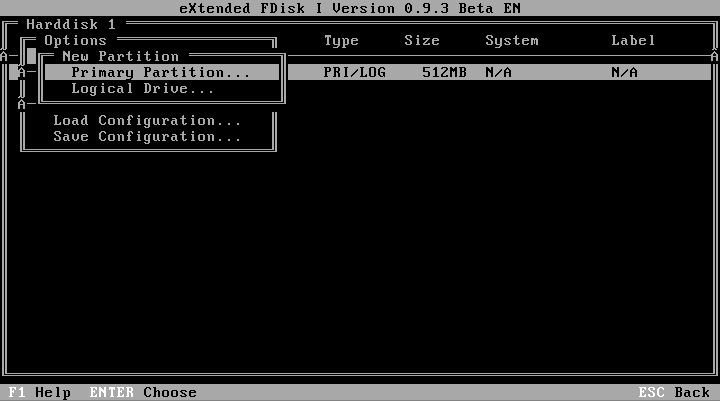 eXtended FDisk I Version 0.9.3 Beta EN
Harddisk 1
Options Type Size System Label
New Partition
Primary Partition... PRI/LOG 512MB N/A N/A
Logical Drive...
Load Configuration...
Save Configuration...
F1 Help ENTER Choose ESC Back